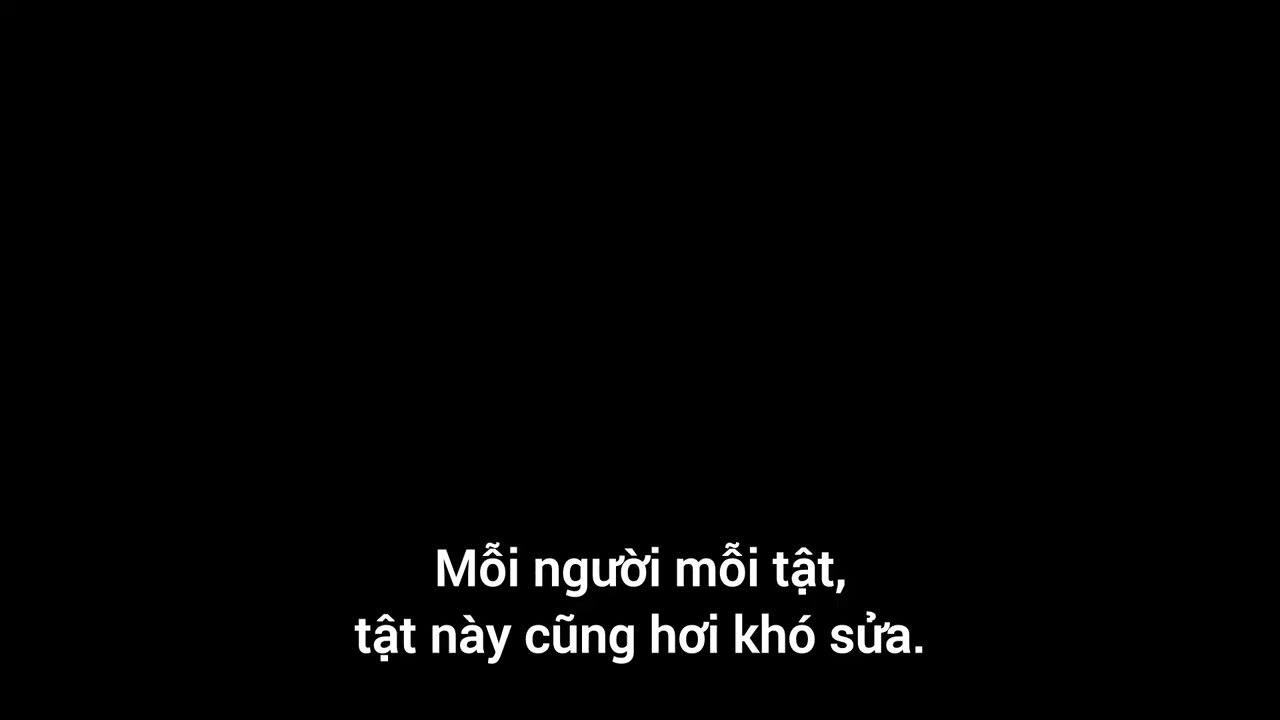 Mỗi người mỗi tật,
tật này cũng hơi khó sửa.